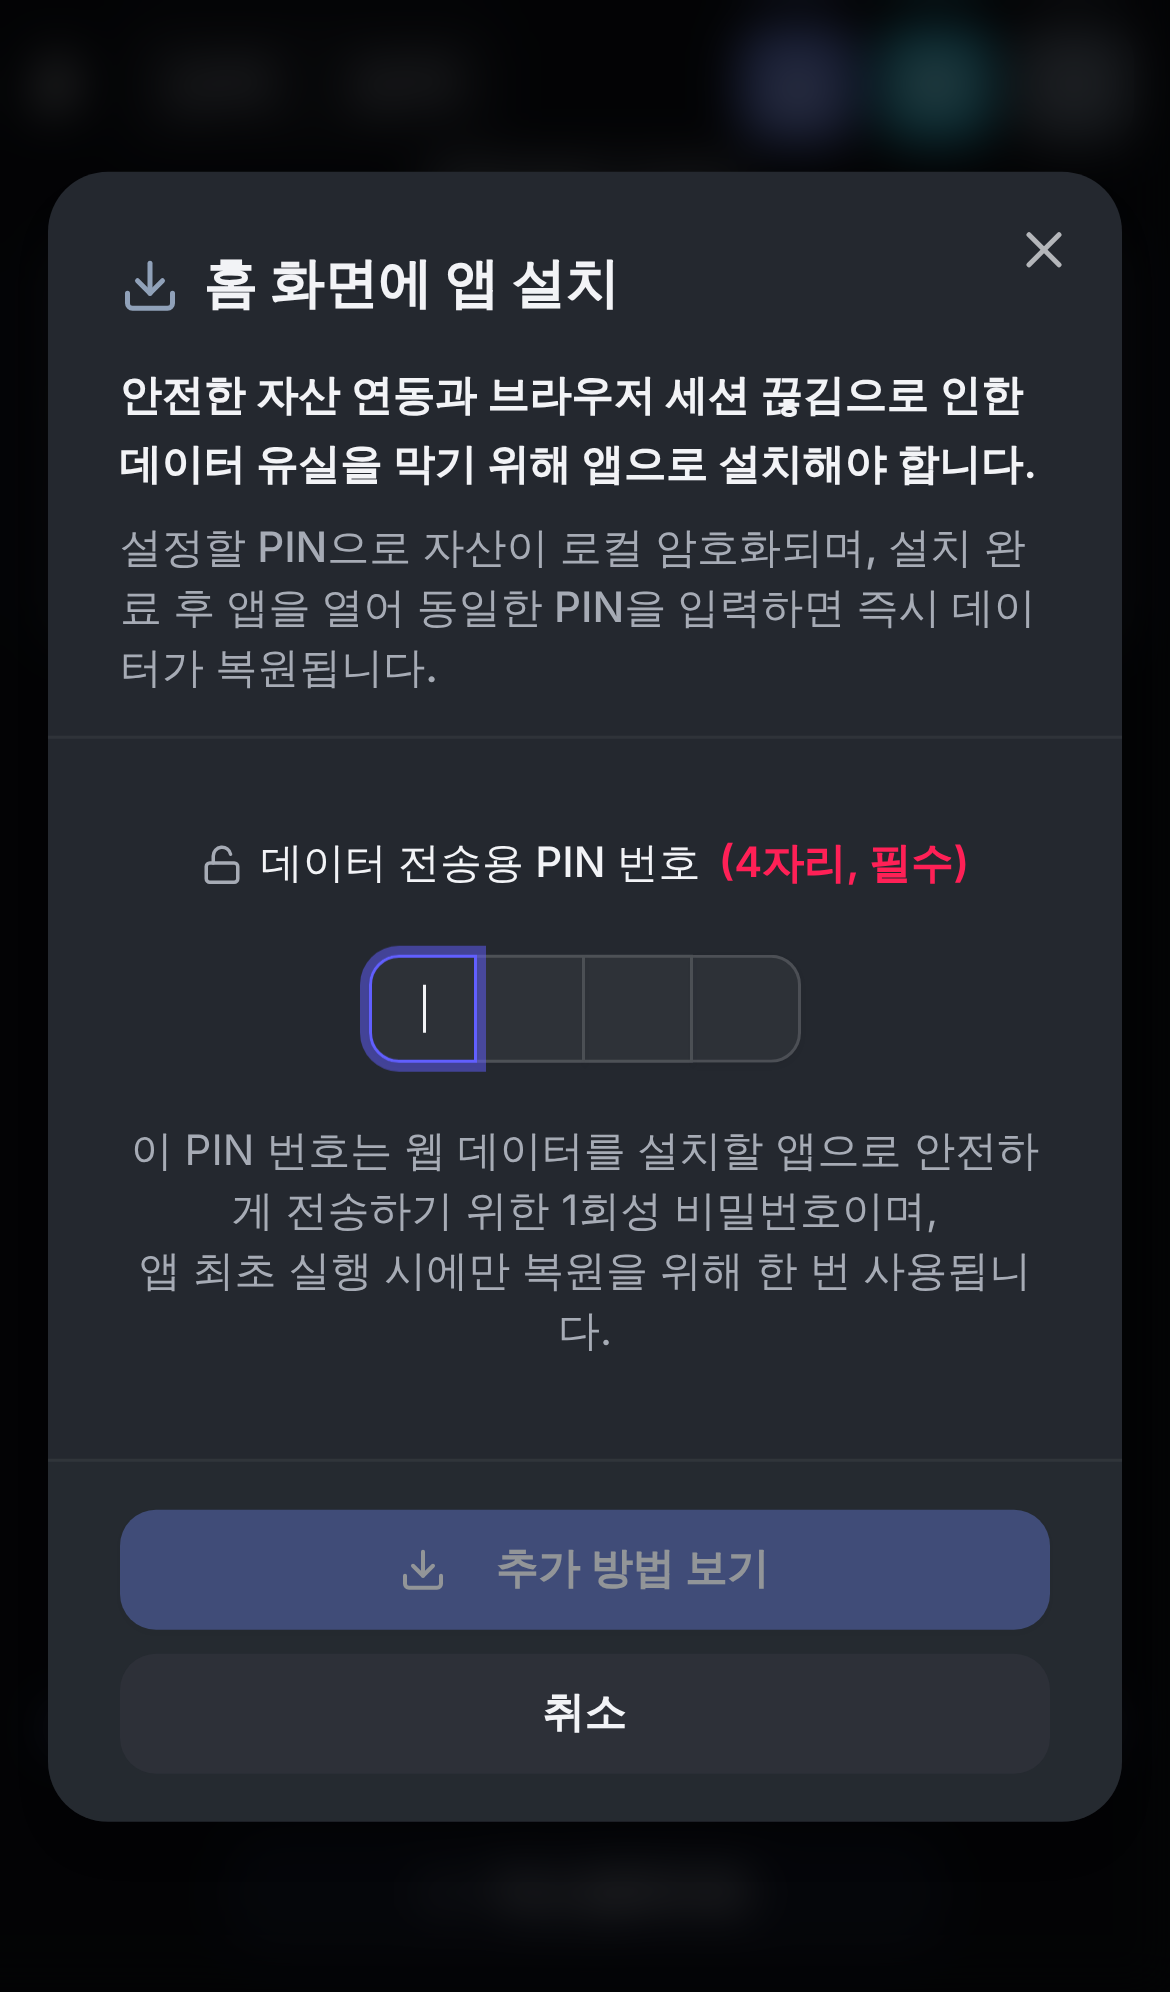 홈 화면에 앱 설치
안전한 자산 연동과 브라우저 세션 끊김으로 인한
데이터 유실을 막기 위해 앱으로 설치해야 합니다.
설정할 PIN으로 자산이 로컬 암호화되며, 설치 완
료 후 앱을 열어 동일한 PIN을 입력하면 즉시 데이
터가 복원됩니다.
데이터 전송용 PIN 번호 (4자리, 필수)
이 PIN 번호는 웹 데이터를 설치할 앱으로 안전하
게 전송하기 위한 1회성 비밀번호이며,
앱 최초 실행 시에만 복원을 위해 한 번 사용됩니
다.
추가 방법 보기
취소